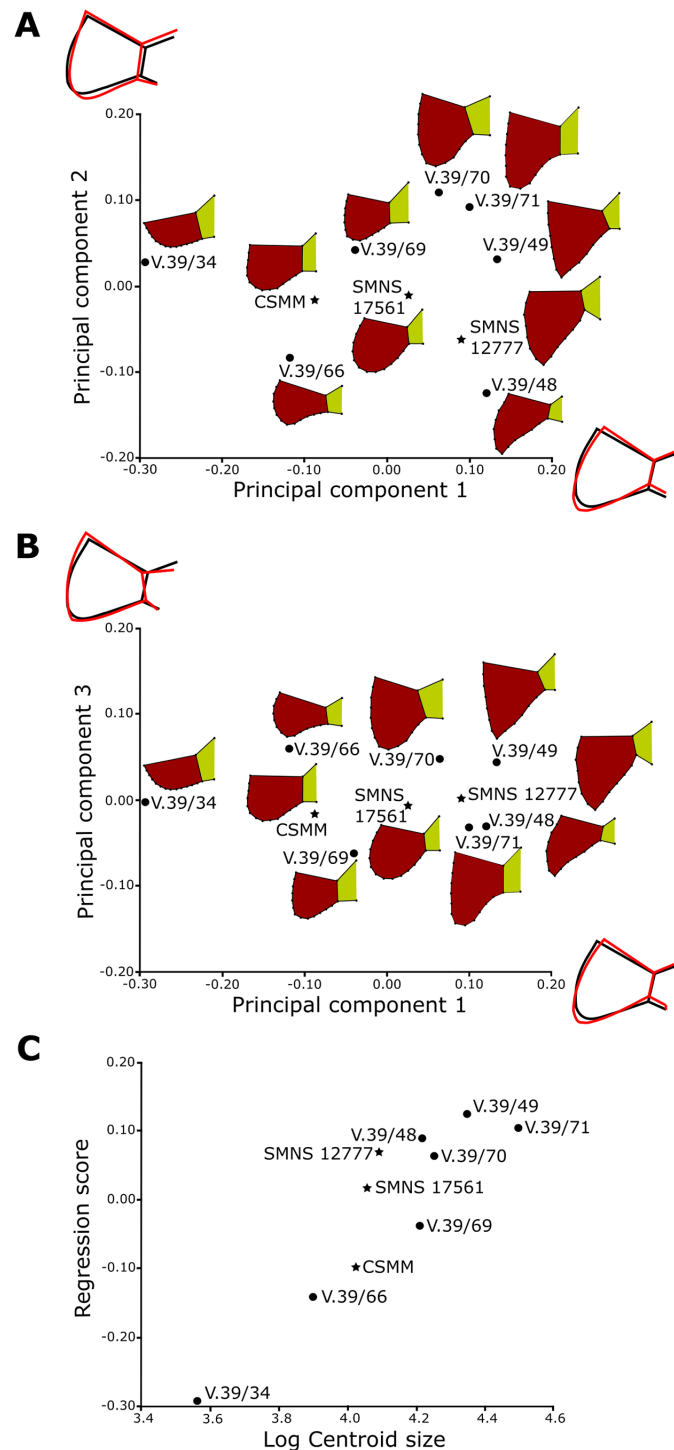 A
0.20
0.10
0.00
-0.10
-0.20
Principal component 2
V.39/70
V.39/71
V.39/69
V.39/49
V.39/34
SMNS
17561
CSMM
SMNS
12777
V.39/66
V.39/48
-0.30
-0.20
-0.10
0.00
0.10
0.20
Principal component 1
B
0.20
0.10
0.00
-0.10
-0.20
Principal component 3
V.39/66
V.39/70
V.39/49
V.39/34
SMNS
17561
SMNS 12777
CSMM
V.39/48
V.39/71
V.39/69
-0.30
-0.20
-0.10
0.00
0.10
0.20
Principal component 1
C
0.20
0.10
0.00
-0.10
-0.20
-0.30
Regression score
V.39/49
V.39/71
V.39/48
SMNS 12777
V.39/70
SMNS 17561
V.39/69
CSMM
V.39/66
V.39/34
3.4
3.6
3.8
4.0
4.2
4.4
4.6
Log Centroid size